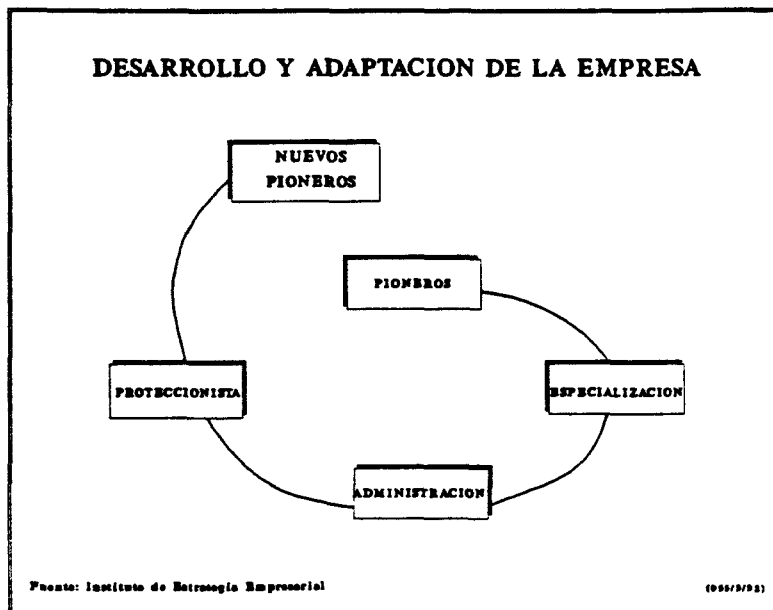 DESARROLLO Y ADAPTACION DE LA EMPRESA
NUEVOS
PIONEROS
PIONEROS
PROTECCIONISTA
ESPECIALIZACION
ADMINISTRACION
Fuente: Instituto de Estrategia Empresarial